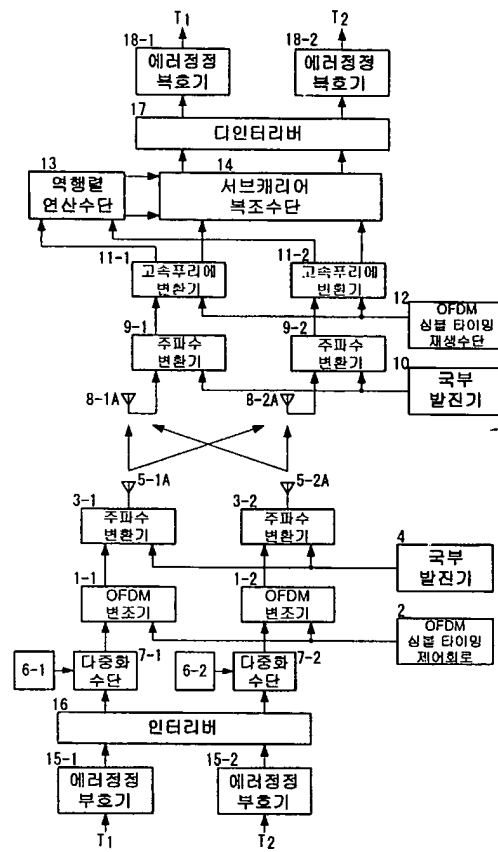 T1
T2
18-1
18-2
에러정정
복호기
에러정정
복호기
17
디인터리버
13
14
역행렬
연산수단
서브캐리어
복조수단
11-1
11-2
고속푸리에
변환기
고속푸리에
변환기
12
OFDM
심볼 타이밍
재생수단
9-1
9-2
주파수
변환기
주파수
변환기
10
국부
발진기
8-1A
8-2A
5-1A
5-2A
3-1
3-2
주파수
변환기
주파수
변환기
4
국부
발진기
1-1
1-2
OFDM
변조기
OFDM
변조기
2
OFDM
심볼 타이밍
제어회로
6-1
다중화
수단
7-1
6-2
다중화
수단
7-2
16
인터리버
15-1
15-2
에러정정
부호기
에러정정
부호기
T1
T2